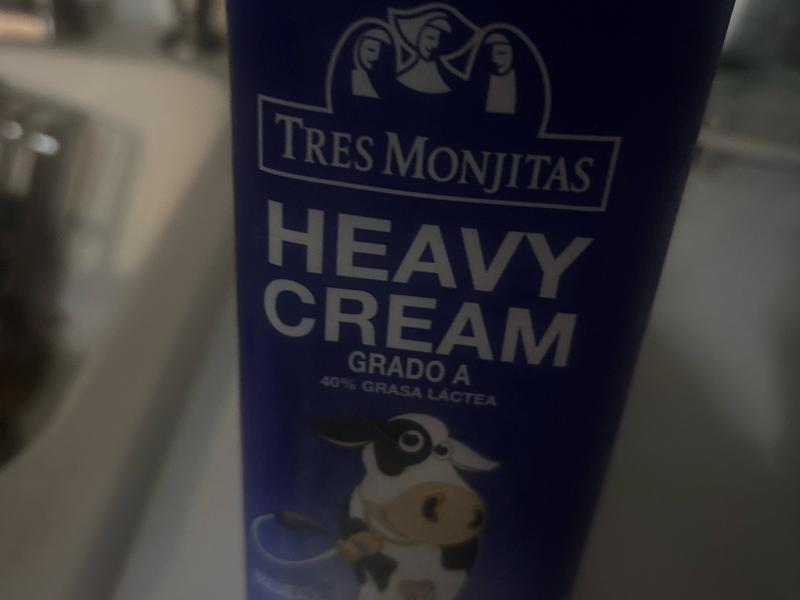 TRES MONJITAS
HEAVY
CREAM
GRADO A
40% GRASA LÁCTEA